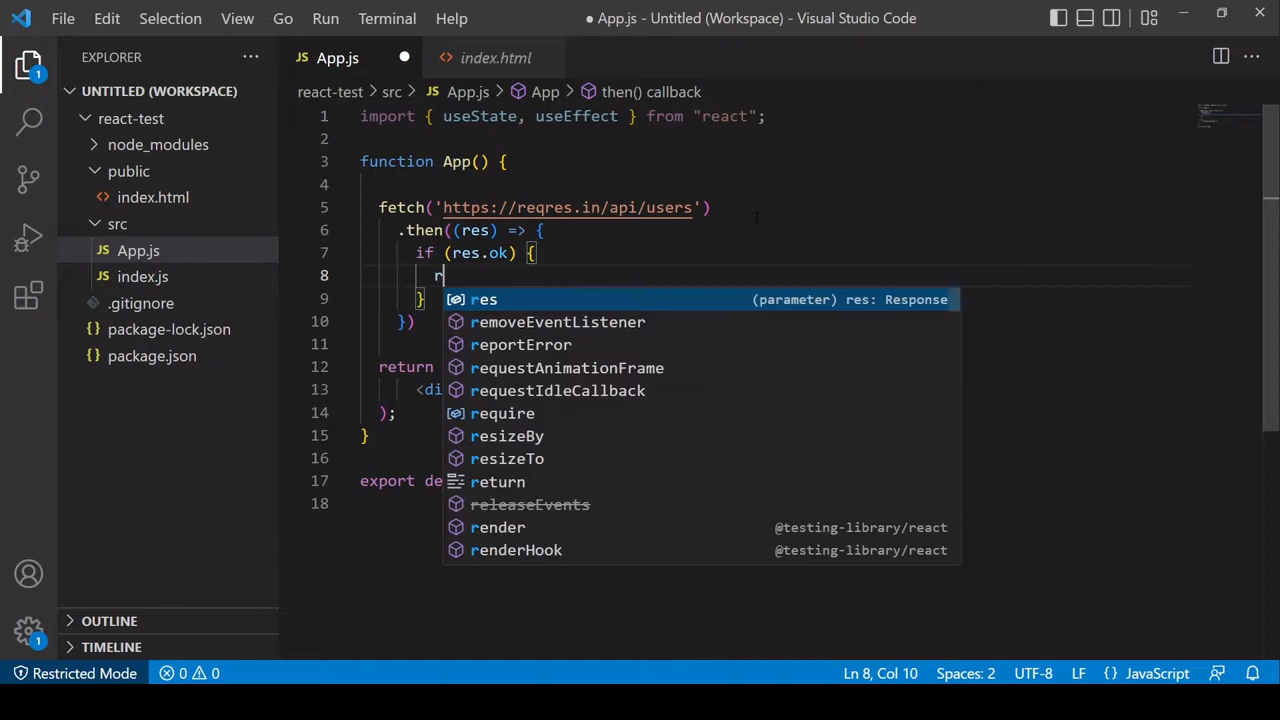 File Edit Selection View Go Run Terminal Help ● App.js - Untitled (Workspace) - Visual Studio Code
EXPLORER
UNTITLED (WORKSPACE)
react-test
node_modules
public
index.html
src
JS App.js
JS index.js
.gitignore
package-lock.json
package.json
OUTLINE
TIMELINE
1
1
JS App.js ● <> index.html
react-test > src > JS App.js > App > then() callback
1 import { useState, useEffect } from "react";
2
3 function App() {
4
5 fetch('https://reqres.in/api/users')
6 .then((res) => {
7 if (res.ok) {
8 r
9 }
10 })
11
12 return
13 <di
14 );
15 }
16
17 export de
18
res (parameter) res: Response
removeEventListener
reportError
requestAnimationFrame
requestIdleCallback
require
resizeBy
resizeTo
return
releaseEvents
render @testing-library/react
renderHook @testing-library/react
Restricted Mode 0 0 Ln 8, Col 10 Spaces: 2 UTF-8 LF {} JavaScript